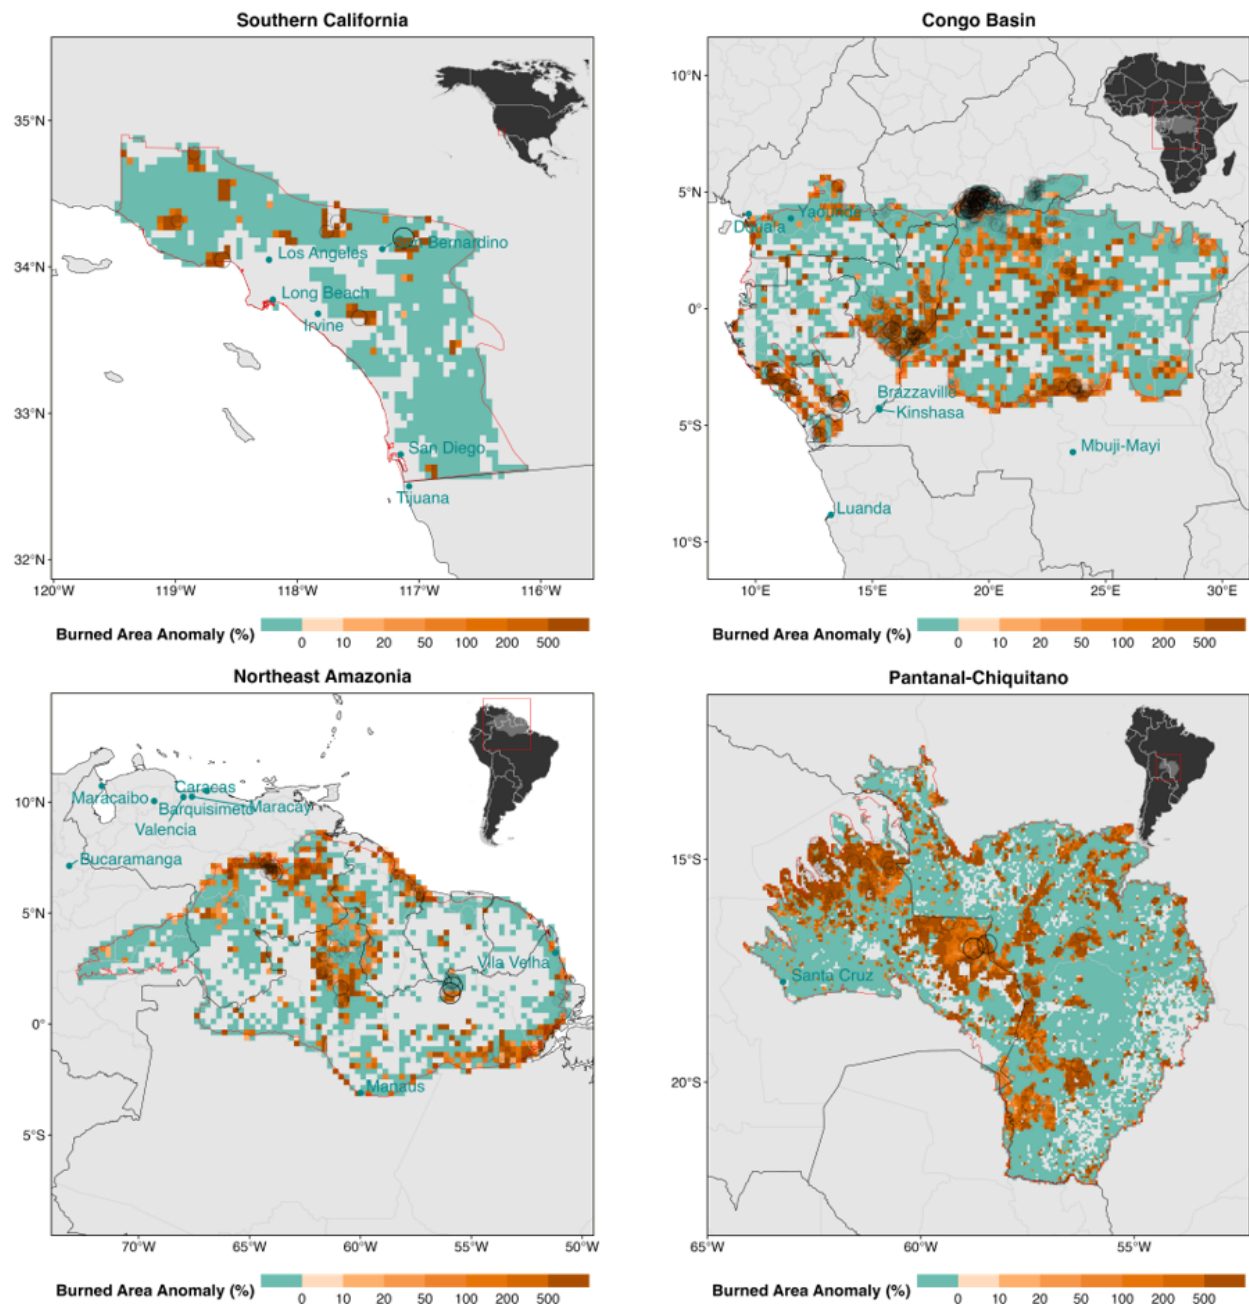 Southern California
35°N
34°N
33°N
32°N
San Bernardino
Los Angeles
Long Beach
Irvine
San Diego
Tijuana
120°W 119°W 118°W 117°W 116°W
Burned Area Anomaly (%)
0 10 20 50 100 200 500
Congo Basin
10°N
5°N
0°
5°S
10°S
Yaounde
Douala
Brazzaville
Kinshasa
Mbuji-Mayi
Luanda
10°E 15°E 20°E 25°E 30°E
Burned Area Anomaly (%)
0 10 20 50 100 200 500
Northeast Amazonia
10°N
5°N
0°
5°S
Caracas
Maracaibo
Barquisimeto
Maracay
Valencia
Bucaramanga
Vila Velha
Manaus
70°W 65°W 60°W 55°W 50°W
Burned Area Anomaly (%)
0 10 20 50 100 200 500
Pantanal-Chiquitano
15°S
20°S
Santa Cruz
65°W 60°W 55°W
Burned Area Anomaly (%)
0 10 20 50 100 200 500